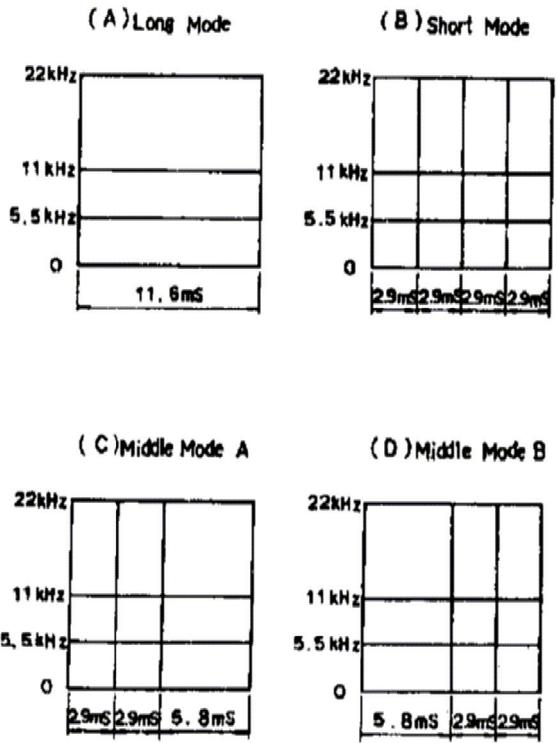 (A)Long Mode
22kHz
11kHz
5.5kHz
0
11.6mS
(B)Short Mode
22kHz
11kHz
5.5kHz
0
2.9mS 2.9mS 2.9mS 2.9mS
(C)Middle Mode A
22kHz
11kHz
5.5kHz
0
2.9mS 2.9mS 5.8mS
(D)Middle Mode B
22kHz
11kHz
5.5kHz
0
5.8mS 2.9mS 2.9mS